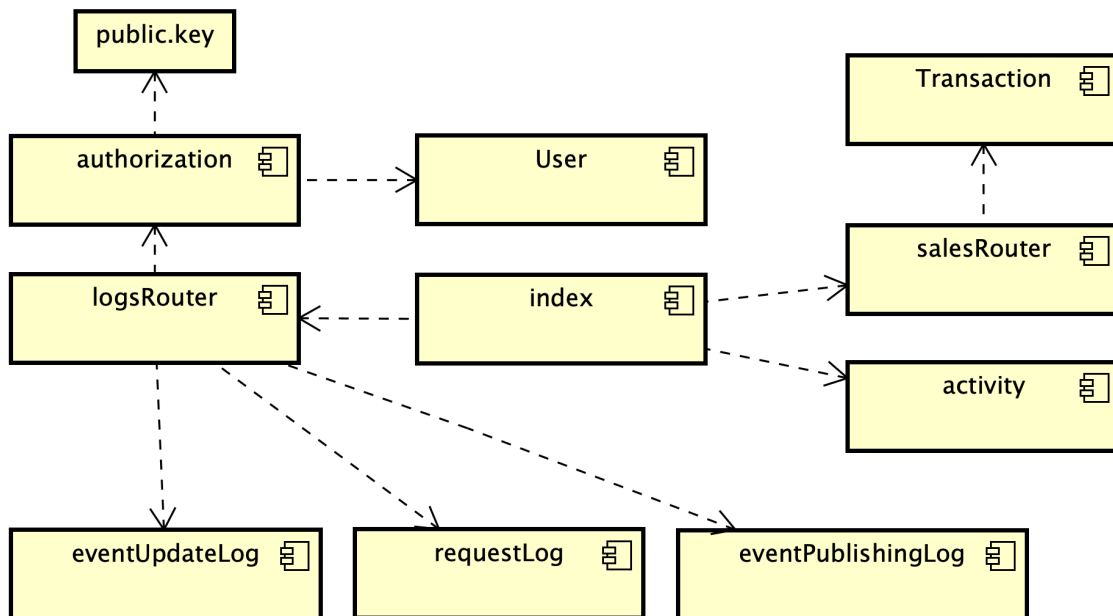 public.key
Transaction
authorization
User
salesRouter
logsRouter
index
activity
eventUpdateLog
requestLog
eventPublishingLog